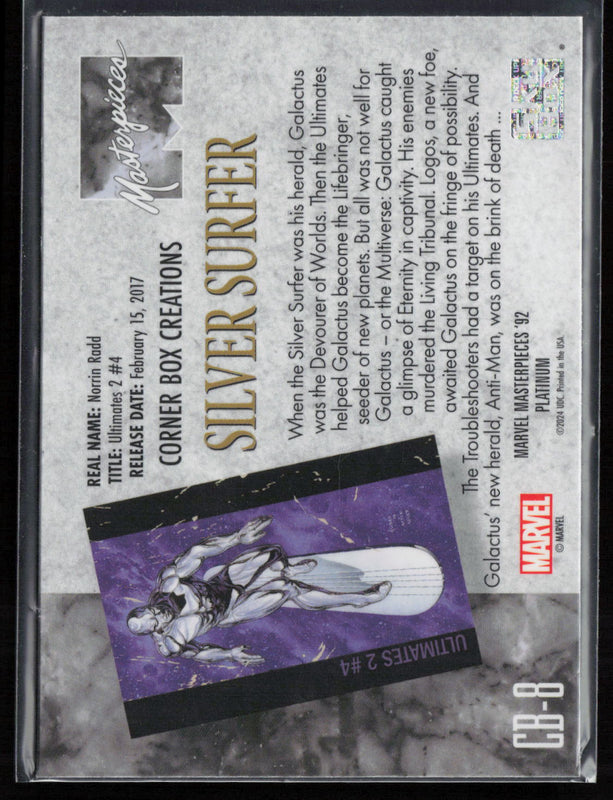 Masterpieces
REAL NAME: Norrin Radd
TITLE: Ultimates 2 #4
RELEASE DATE: February 15, 2017
CORNER BOX CREATIONS
SILVER SURFER
When the Silver Surfer was his herald, Galactus
was the Devourer of Worlds. Then the Ultimates
helped Galactus become the Lifebringer,
seeder of new planets. But all was not well for
Galactus – or the Multiverse: Galactus caught
a glimpse of Eternity in captivity. His enemies
murdered the Living Tribunal. Logos, a new foe,
awaited Galactus on the fringe of possibility.
The Troubleshooters had a target on his Ultimates. And
Galactus' new herald, Anti-Man, was on the brink of death ...
ULTIMATES 2 #4
MARVEL MASTERPIECES '92
PLATINUM
©2024 UDC. Printed in the USA.
MARVEL
© MARVEL
CB-8
®